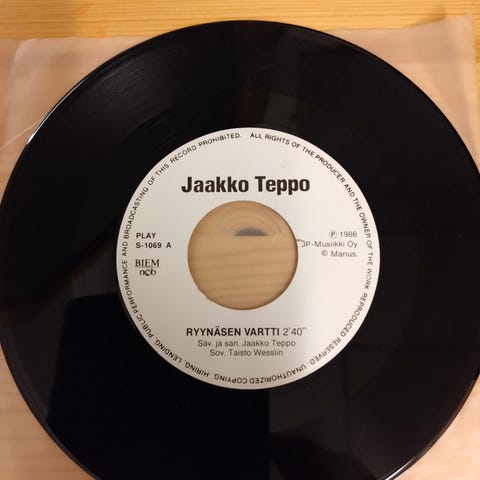 Jaakko Teppo
PLAY
S-1069 A
BIEM
ncb
Ⓟ 1986
JP-Musiikki Oy
© Manus.
RYYNÄSEN VARTTI 2'40"
Säv. ja san. Jaakko Teppo
Sov. Taisto Wesslin
ALL RIGHTS OF THE PRODUCER AND THE OWNER OF THE WORK REPRODUCED RESERVED. UNAUTHORIZED COPYING, HIRING, LENDING, PUBLIC PERFORMANCE AND BROADCASTING OF THIS RECORD PROHIBITED.